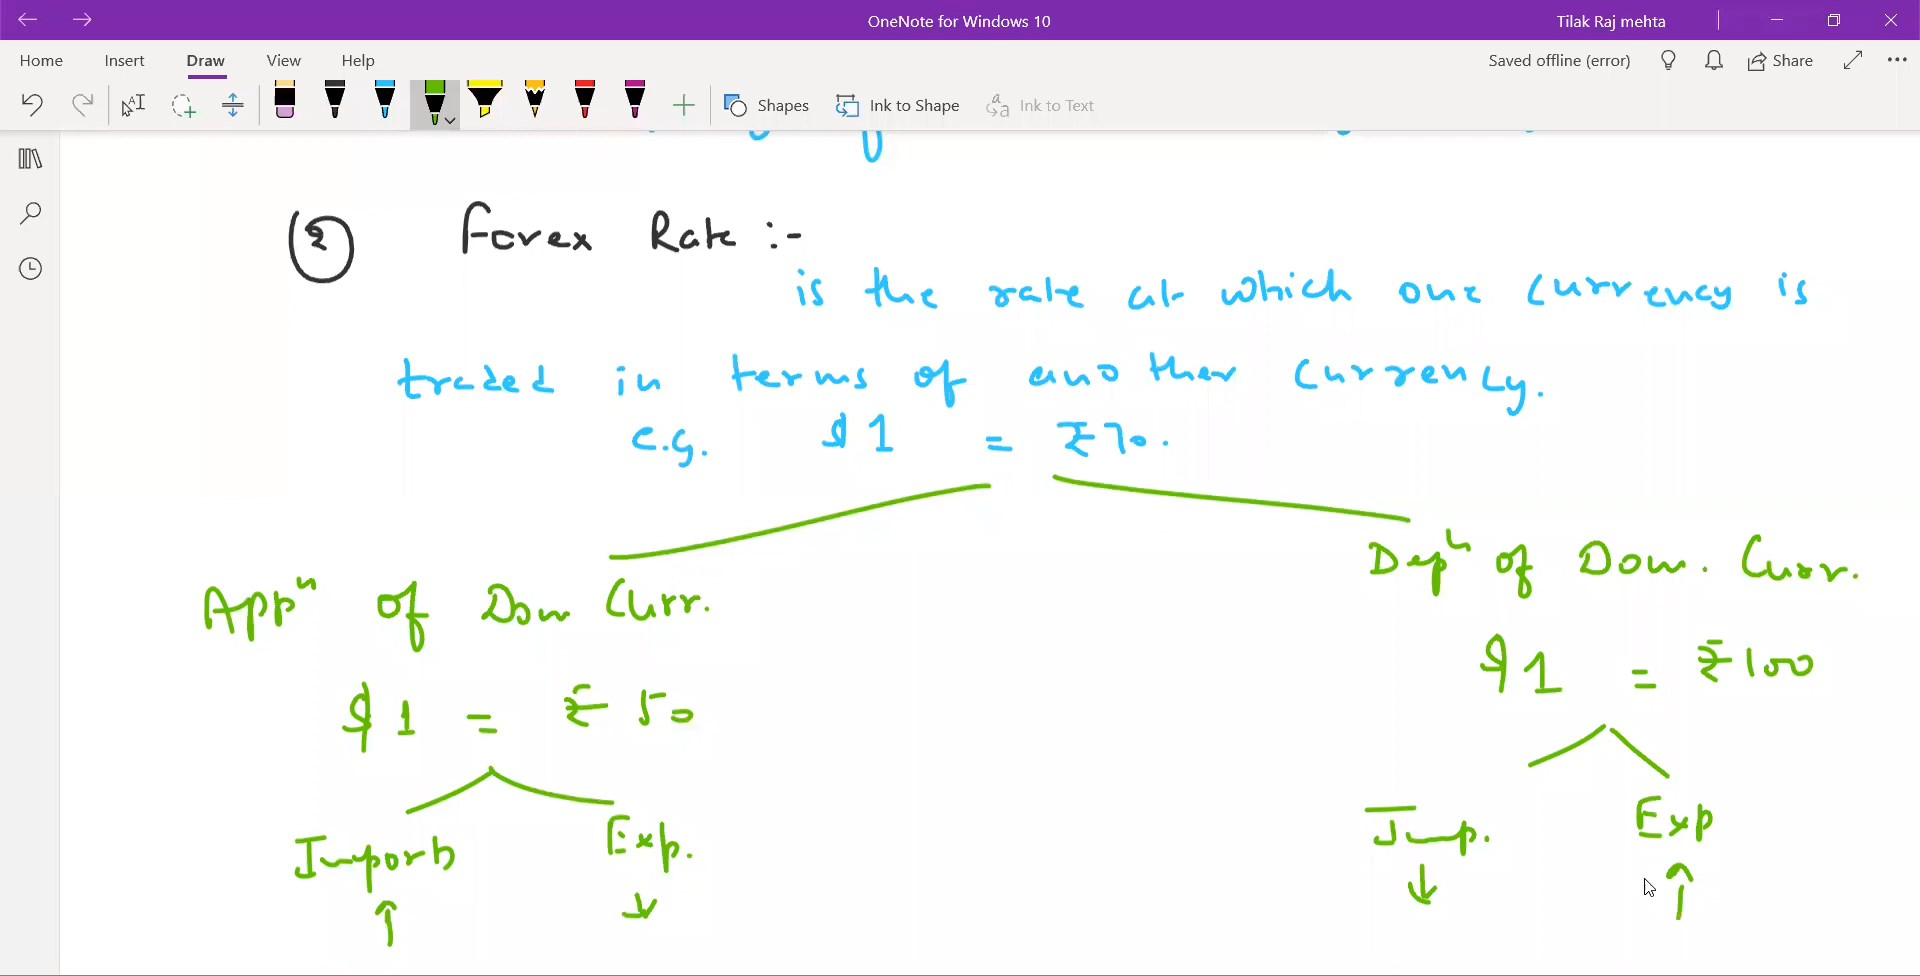 OneNote for Windows 10
Tilak Raj mehta
Home Insert Draw View Help
Saved offline (error) Share
Shapes Ink to Shape Ink to Text
② Forex Rate :-
is the rate at which one currency is
traded in terms of another currency.
e.g. $1 = ₹70.
Appⁿ of Dom Curr.
Depⁿ of Dom. Curr.
$1 = ₹50
$1 = ₹100
Imports ↑ Exp. ↓
Imp. ↓ Exp ↑